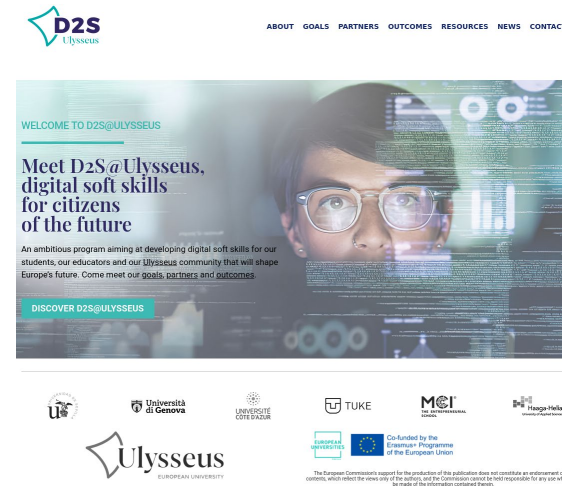 D2S
Ulysseus
ABOUT GOALS PARTNERS OUTCOMES RESOURCES NEWS CONTAC
WELCOME TO D2S@ULYSSEUS
Meet D2S@Ulysseus,
digital soft skills
for citizens
of the future
An ambitious program aiming at developing digital soft skills for our
students, our educators and our Ulysseus community that will shape
Europe's future. Come meet our goals, partners and outcomes.
DISCOVER D2S@ULYSSEUS
Università
di Genova
UNIVERSITÉ
CÔTE D'AZUR
TUKE
MCI
THE ENTREPRENEURIAL
SCHOOL
Haaga-Helia
University of Applied Scienc
Ulysseus
EUROPEAN UNIVERSITY
EUROPEAN
UNIVERSITIES
Co-funded by the
Erasmus+ Programme
of the European Union
The European Commission's support for the production of this publication does not constitute an endorsement o
contents, which reflect the views only of the authors, and the Commission cannot be held responsible for any use w
be made of the information contained therein.